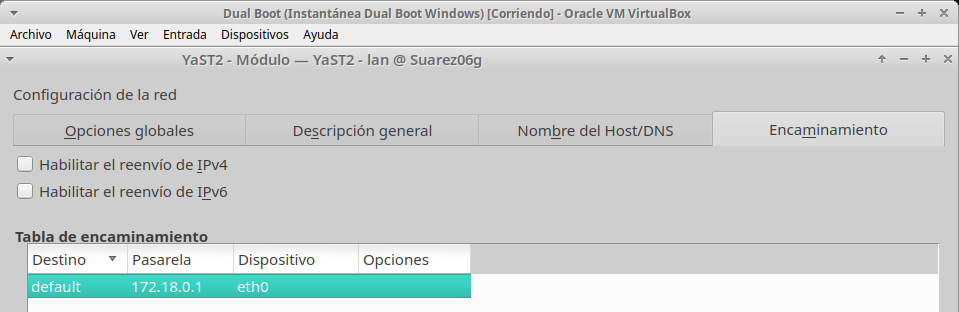 Dual Boot (Instantánea Dual Boot Windows) [Corriendo] - Oracle VM VirtualBox
Archivo Máquina Ver Entrada Dispositivos Ayuda
YaST2 - Módulo — YaST2 - lan @ Suarez06g
Configuración de la red
Opciones globales Descripción general Nombre del Host/DNS Encaminamiento
Habilitar el reenvío de IPv4
Habilitar el reenvío de IPv6
Tabla de encaminamiento
Destino Pasarela Dispositivo Opciones
default 172.18.0.1 eth0